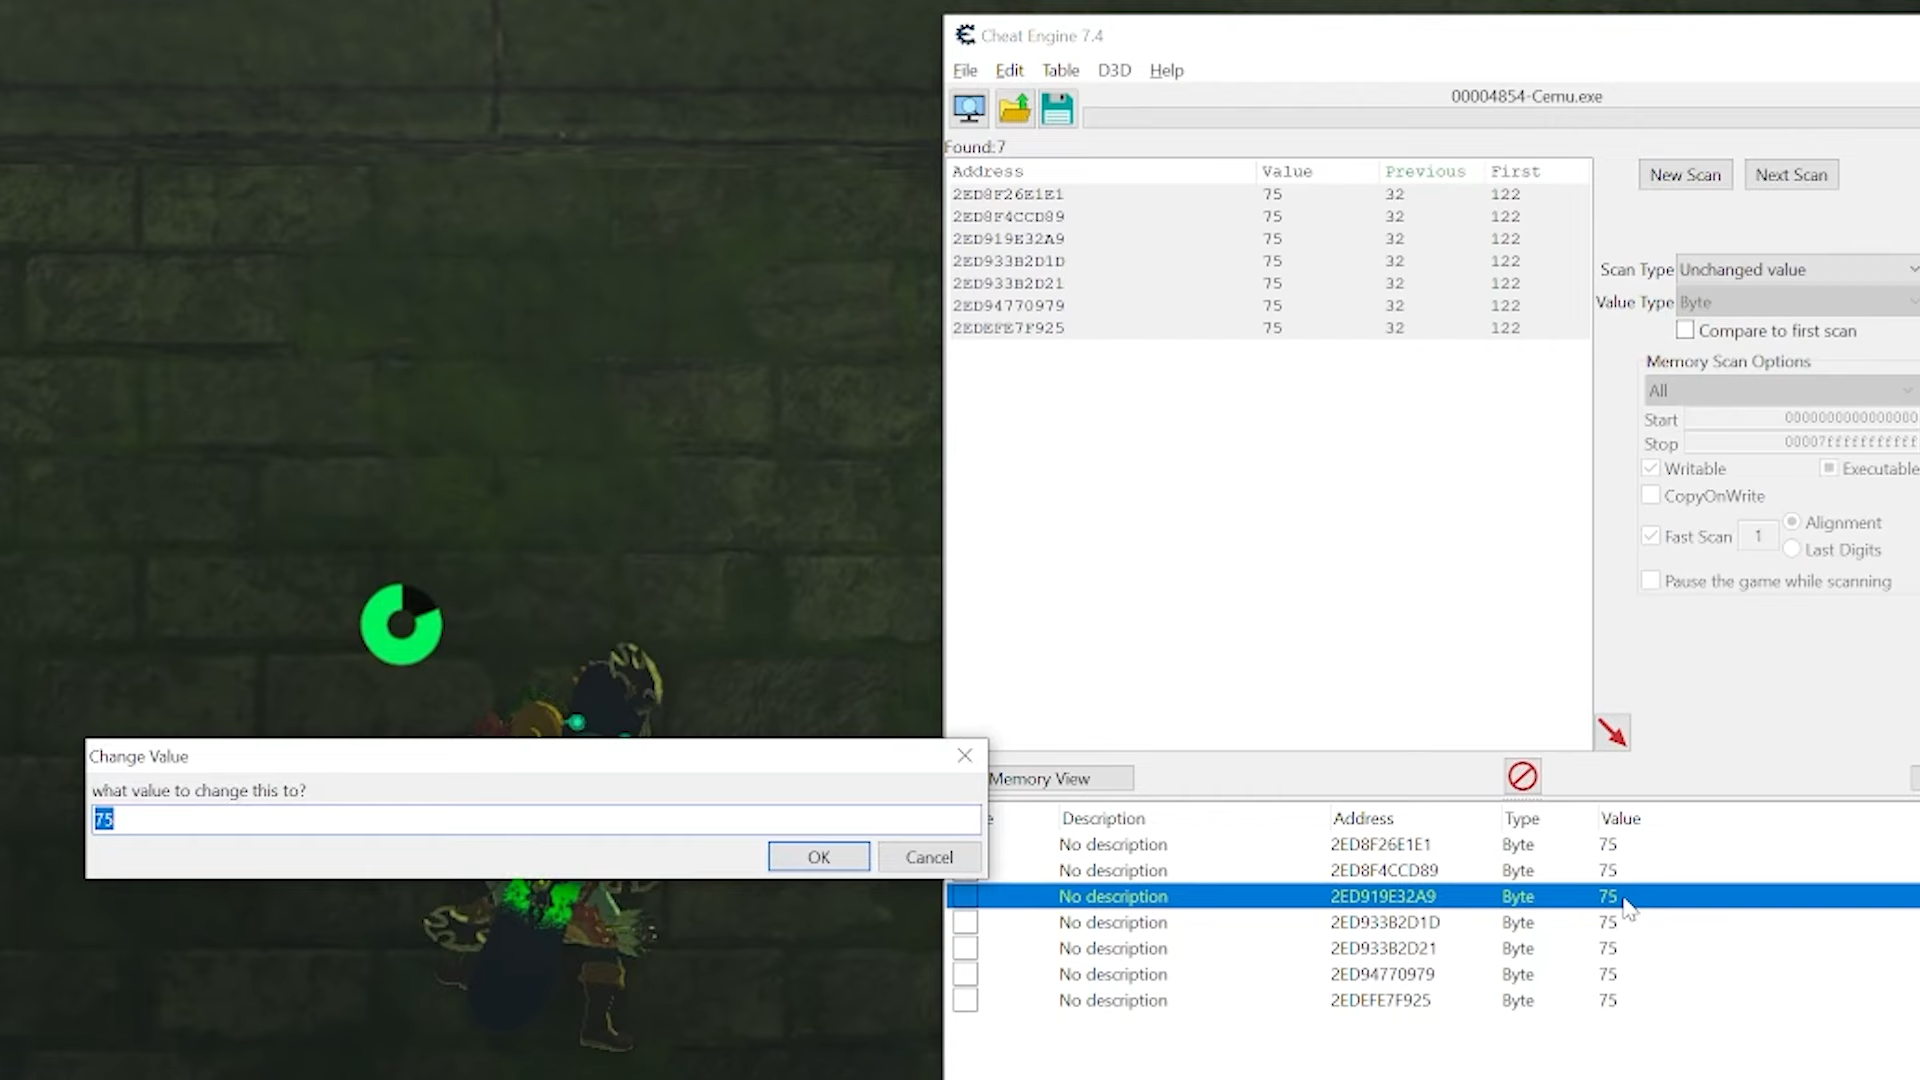 Cheat Engine 7.4
File Edit Table D3D Help
00004854-Cemu.exe
Found:7
Address Value Previous First
2ED8F26E1E1 75 32 122
2ED8F4CCD89 75 32 122
2ED919E32A9 75 32 122
2ED933B2D1D 75 32 122
2ED933B2D21 75 32 122
2ED94770979 75 32 122
2EDEFE7F925 75 32 122
New Scan Next Scan
Scan Type Unchanged value
Value Type Byte
Compare to first scan
Memory Scan Options
All
Start 0000000000000000
Stop 00007fffffffffff
Writable Executable
CopyOnWrite
Fast Scan 1 Alignment
Last Digits
Pause the game while scanning
Change Value
what value to change this to?
75
OK Cancel
Memory View
e Description Address Type Value
No description 2ED8F26E1E1 Byte 75
No description 2ED8F4CCD89 Byte 75
No description 2ED919E32A9 Byte 75
No description 2ED933B2D1D Byte 75
No description 2ED933B2D21 Byte 75
No description 2ED94770979 Byte 75
No description 2EDEFE7F925 Byte 75